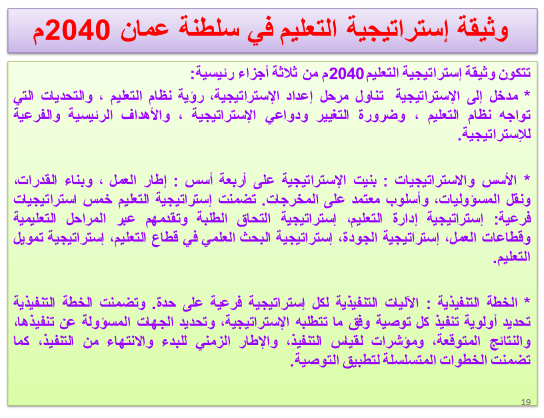 وثيقة إستراتيجية التعليم في سلطنة عمان 2040م
تتكون وثيقة إستراتيجية التعليم2040م من ثلاثة أجزاء رئيسية:
* مدخل إلى الإستراتيجية تناول مرحل إعداد الإستراتيجية، رؤية نظام التعليم ، والتحديات التي
تواجه نظام التعليم ، وضرورة التغيير ودواعي الإستراتيجية ، والأهداف الرئيسية والفرعية
للإستراتيجية.
* الأسس والاستراتيجيات : بنيت الإستراتيجية على أربعة أسس : إطار العمل ، وبناء القدرات،
ونقل المسؤوليات، وأسلوب معتمد على المخرجات. تضمنت إستراتيجية التعليم خمس استراتيجيات
فرعية: إستراتيجية إدارة التعليم، إستراتيجية التحاق الطلبة وتقدمهم عبر المراحل التعليمية
وقطاعات العمل، إستراتيجية الجودة، إستراتيجية البحث العلمي في قطاع التعليم، إستراتيجية تمويل
التعليم.
* الخطة التنفيذية : الآليات التنفيذية لكل إستراتيجية فرعية على حدة. وتضمنت الخطة التنفيذية
تحديد أولوية تنفيذ كل توصية وفق ما تتطلبه الإستراتيجية، وتحديد الجهات المسؤولة عن تنفيذها،
والنتائج المتوقعة، ومؤشرات لقياس التنفيذ، والإطار الزمني للبدء والانتهاء من التنفيذ، كما
تضمنت الخطوات المتسلسلة لتطبيق التوصية.
19